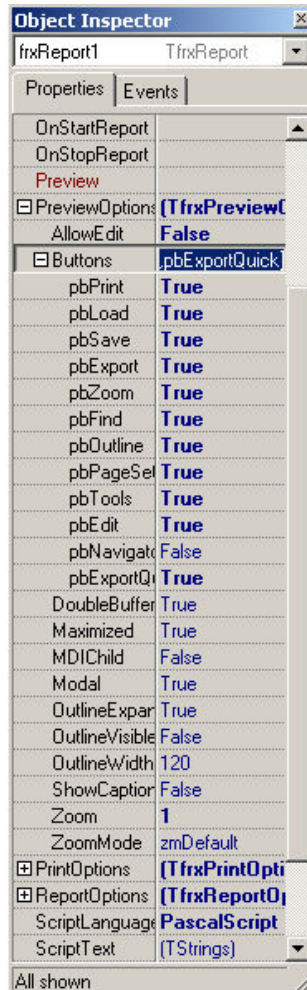 Object Inspector
frxReport1 TfrxReport
Properties Events
OnStartReport
OnStopReport
Preview
PreviewOptions (TfrxPreviewO
AllowEdit False
Buttons ,pbExportQuick]
pbPrint True
pbLoad True
pbSave True
pbExport True
pbZoom True
pbFind True
pbOutline True
pbPageSet True
pbTools True
pbEdit True
pbNavigato False
pbExportQu True
DoubleBuffer True
Maximized True
MDIChild False
Modal True
OutlineExpar True
OutlineVisible False
OutlineWidth 120
ShowCaption False
Zoom 1
ZoomMode zmDefault
PrintOptions (TfrxPrintOpti
ReportOptions (TfrxReportOp
ScriptLanguage PascalScript
ScriptText (TStrings)
All shown